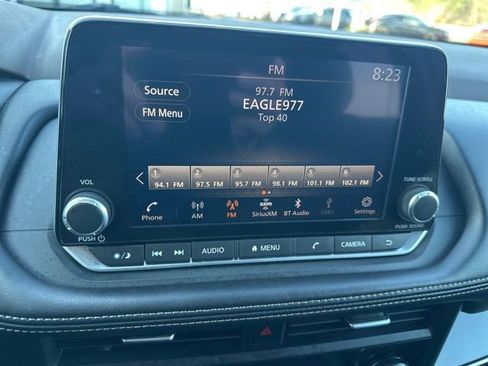 FM
8:23
Source
97.7 FM
FM Menu
EAGLE977
Top 40
1 2 3 4 5 6
94.1 FM 97.5 FM 95.7 FM 98.1 FM 101.1 FM 102.1 FM
VOL
TUNE·SCROLL
Phone AM FM SiriusXM BT Audio USB1 Settings
PUSH
PUSH SOUND
AUDIO MENU CAMERA